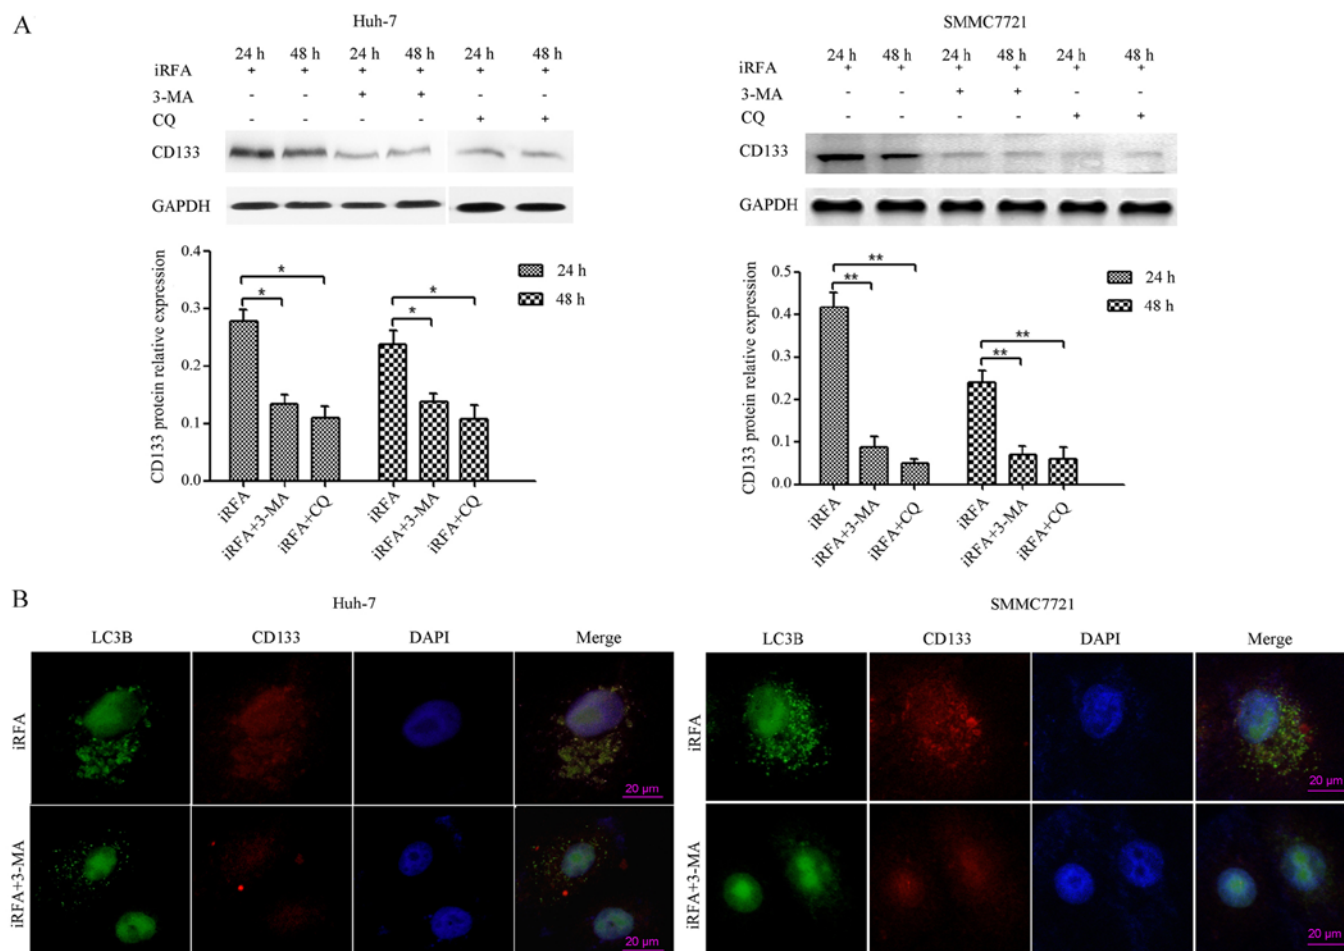 A
Huh-7
24 h 48 h 24 h 48 h 24 h 48 h
iRFA + + + + + +
3-MA - - + + - -
CQ - - - - + +
CD133
GAPDH
CD133 protein relative expression
0.4
0.3
0.2
0.1
0.0
* * * *
24 h
48 h
iRFA iRFA+3-MA iRFA+CQ iRFA iRFA+3-MA iRFA+CQ
SMMC7721
24 h 48 h 24 h 48 h 24 h 48 h
iRFA + + + + + +
3-MA - - + + - -
CQ - - - - + +
CD133
GAPDH
CD133 protein relative expression
0.5
0.4
0.3
0.2
0.1
0.0
** ** ** **
24 h
48 h
iRFA iRFA+3-MA iRFA+CQ iRFA iRFA+3-MA iRFA+CQ
B
Huh-7
LC3B CD133 DAPI Merge
iRFA
20 µm
iRFA+3-MA
20 µm
SMMC7721
LC3B CD133 DAPI Merge
iRFA
20 µm
iRFA+3-MA
20 µm